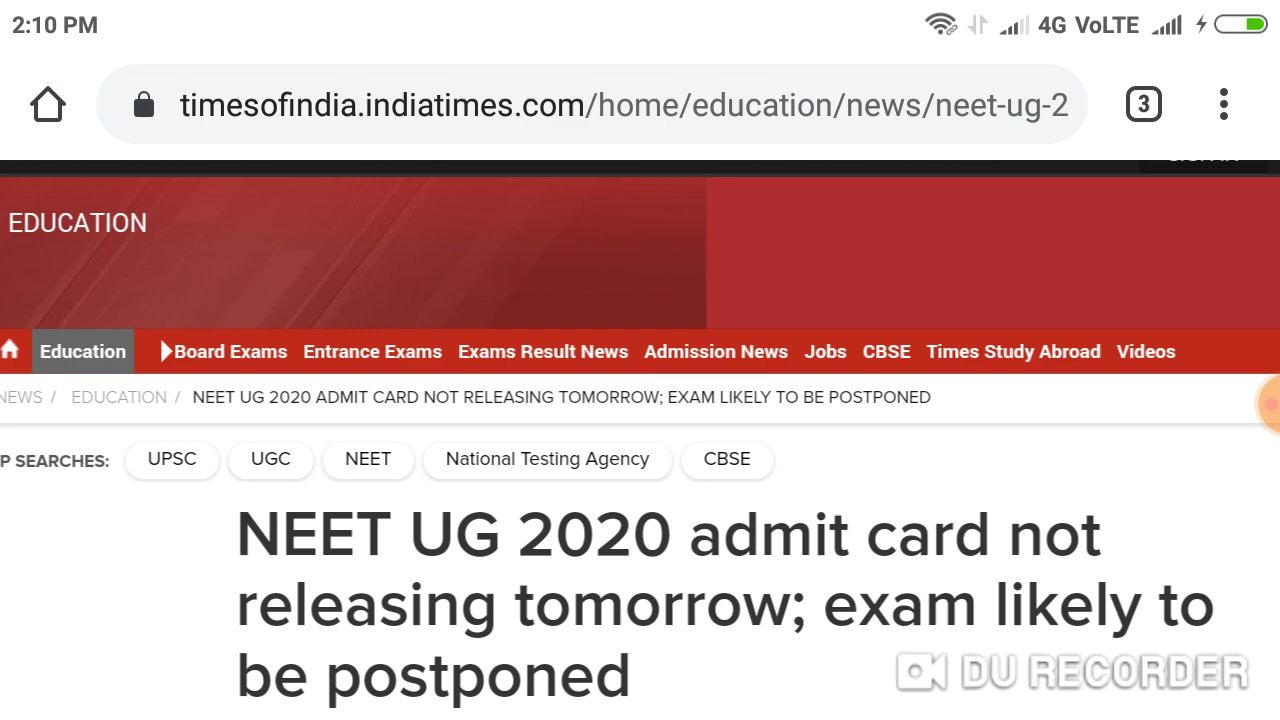 2:10 PM
4G VoLTE
timesofindia.indiatimes.com/home/education/news/neet-ug-2
3
EDUCATION
Education Board Exams Entrance Exams Exams Result News Admission News Jobs CBSE Times Study Abroad Videos
NEWS / EDUCATION / NEET UG 2020 ADMIT CARD NOT RELEASING TOMORROW; EXAM LIKELY TO BE POSTPONED
P SEARCHES: UPSC UGC NEET National Testing Agency CBSE
NEET UG 2020 admit card not
releasing tomorrow; exam likely to
be postponed
DU RECORDER